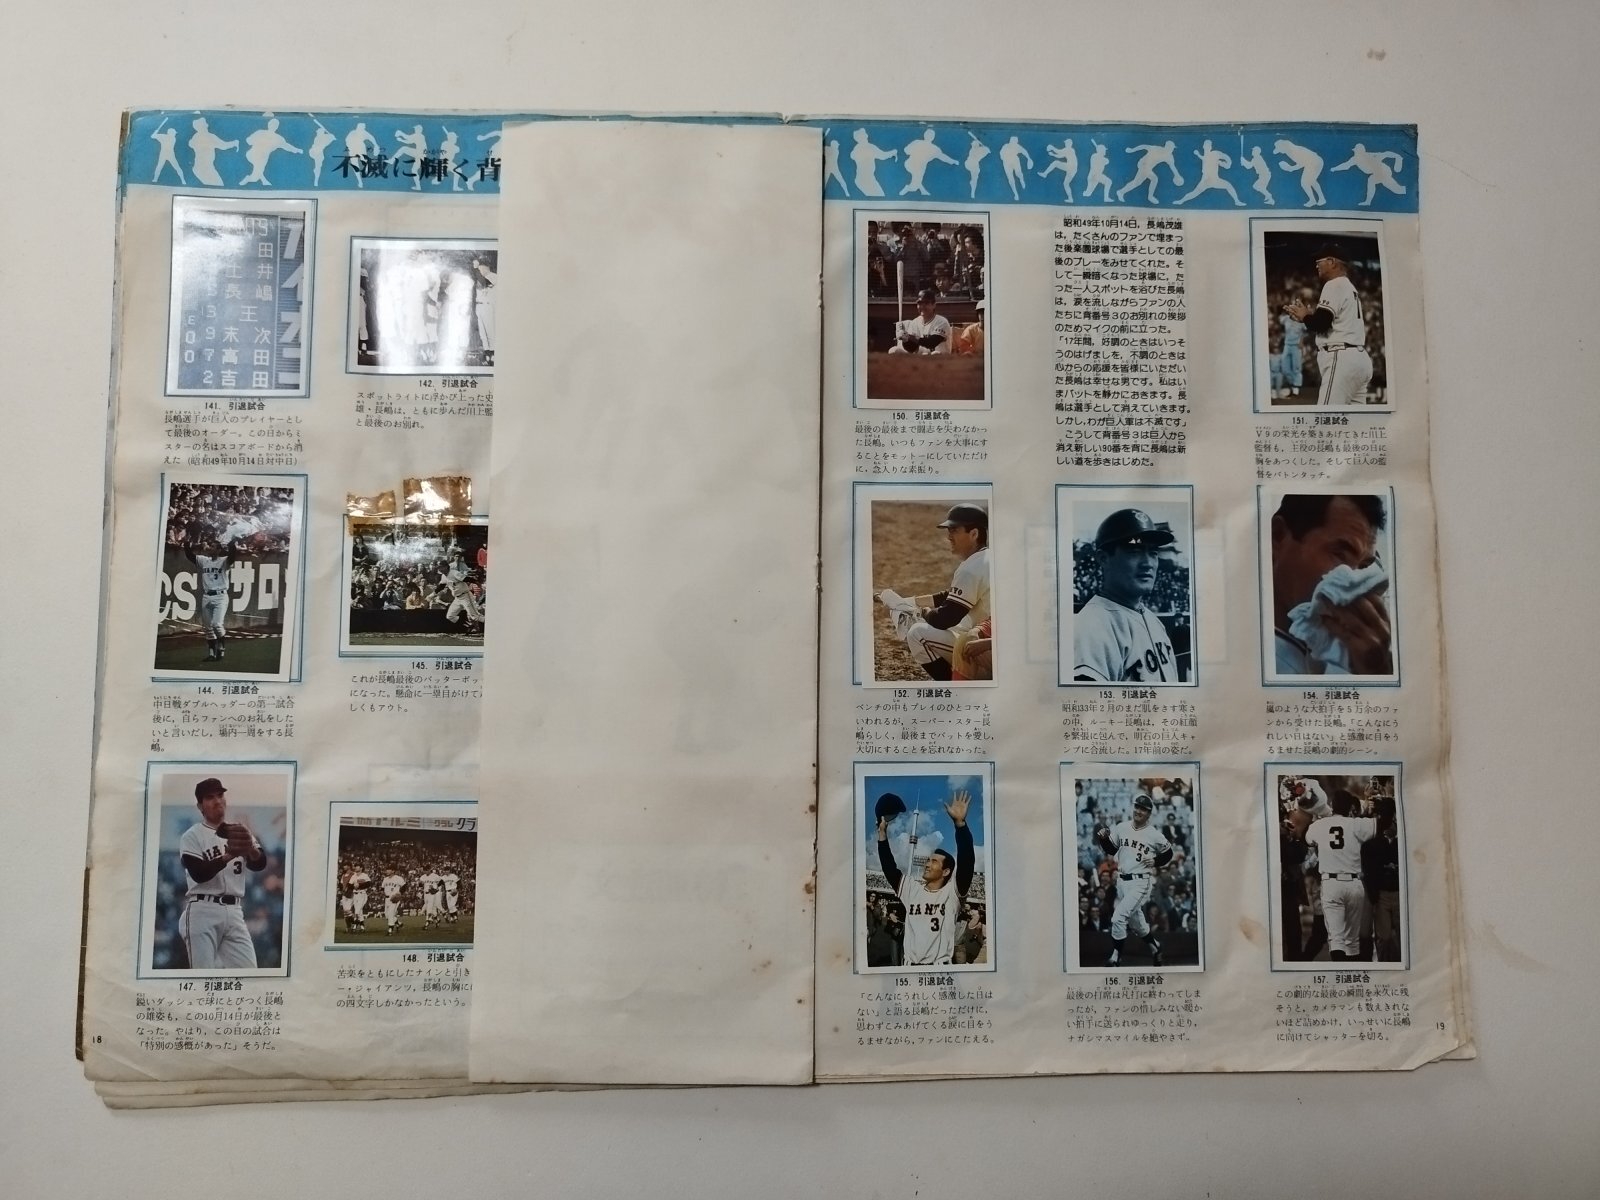 不滅に輝く背
141. 引退試合
長嶋選手が巨人のプレイヤーとし
て最後のオーダー。この日からミ
スターの名はスコアボードから消
えた(昭和49年10月14日対中日)
142. 引退試合
スポットライトに浮かび上った史
雄・長嶋は、ともに歩んだ川上監
と最後のお別れ。
144. 引退試合
中日戦ダブルヘッダーの第一試合
後に，自らファンへのお礼をした
いと言いだし，場内一周をする長
嶋。
145. 引退試合
これが長嶋最後のバッターボッ
になった。懸命に一塁目がけて
しくもアウト。
147. 引退試合
鋭いダッシュで球にとびつく長嶋
の雄姿も，この10月14日が最後と
なった。やはり，この日の試合は
「特別の感慨があった」そうだ。
148. 引退試合
苦楽をともにしたナインと引き
ー・ジャイアンツ，長嶋の胸に
の四文字しかなかったという。
18
150. 引退試合
最後の最後まで闘志を失わなかっ
た長嶋。いつもファンを大事にす
ることをモットーにしていただけ
に，念入りな素振り。
昭和49年10月14日，長嶋茂雄
は，たくさんのファンで埋まっ
た後楽園球場で選手としての最
後のプレーをみせてくれた。そ
して一瞬暗くなった球場に，た
った一人スポットを浴びた長嶋
は，涙を流しながらファンの人
たちに背番号3のお別れの挨拶
のためマイクの前に立った。
「17年間，好調のときはいっそ
うのはげましを，不調のときは
心からの応援を皆様にいただい
た長嶋は幸せな男です。私はい
まバットを静かにおきます。長
嶋は選手として消えていきます。
しかし，わが巨人軍は不滅です」
こうして背番号3は巨人から
消え新しい90番を背に長嶋は新
しい道を歩きはじめた。
151. 引退試合
V9の栄光を築きあげてきた川上
監督も，主役の長嶋も最後の日に
胸をあつくした。そして巨人の監
督をバトンタッチ。
152. 引退試合
ベンチの中もプレイのひとコマと
いわれるが，スーパー・スター長
嶋らしく，最後までバットを愛し，
大切にすることを忘れなかった。
153. 引退試合
昭和33年2月のまだ肌をさす寒さ
の中，ルーキー長嶋は，その紅顔
を緊張に包んで，明石の巨人キャ
ンプに合流した。17年前の姿だ。
154. 引退試合
嵐のような大拍手を5万余のファ
ンから受けた長嶋。「こんなにう
れしい日はない」と感激に目をう
るませた長嶋の劇的シーン。
155. 引退試合
「こんなにうれしく感激した日は
ない」と語る長嶋だっただけに，
思わずこみあげてくる涙に目をう
るませながら，ファンにこたえる。
156. 引退試合
最後の打席は凡打に終わってしま
ったが，ファンの惜しみない暖か
い拍手に送られゆっくりと走り，
ナガシマスマイルを絶やさず。
157. 引退試合
この劇的な最後の瞬間を永久に残
そうと，カメラマンも数えきれな
いほど詰めかけ，いっせいに長嶋
に向けてシャッターを切る。
19